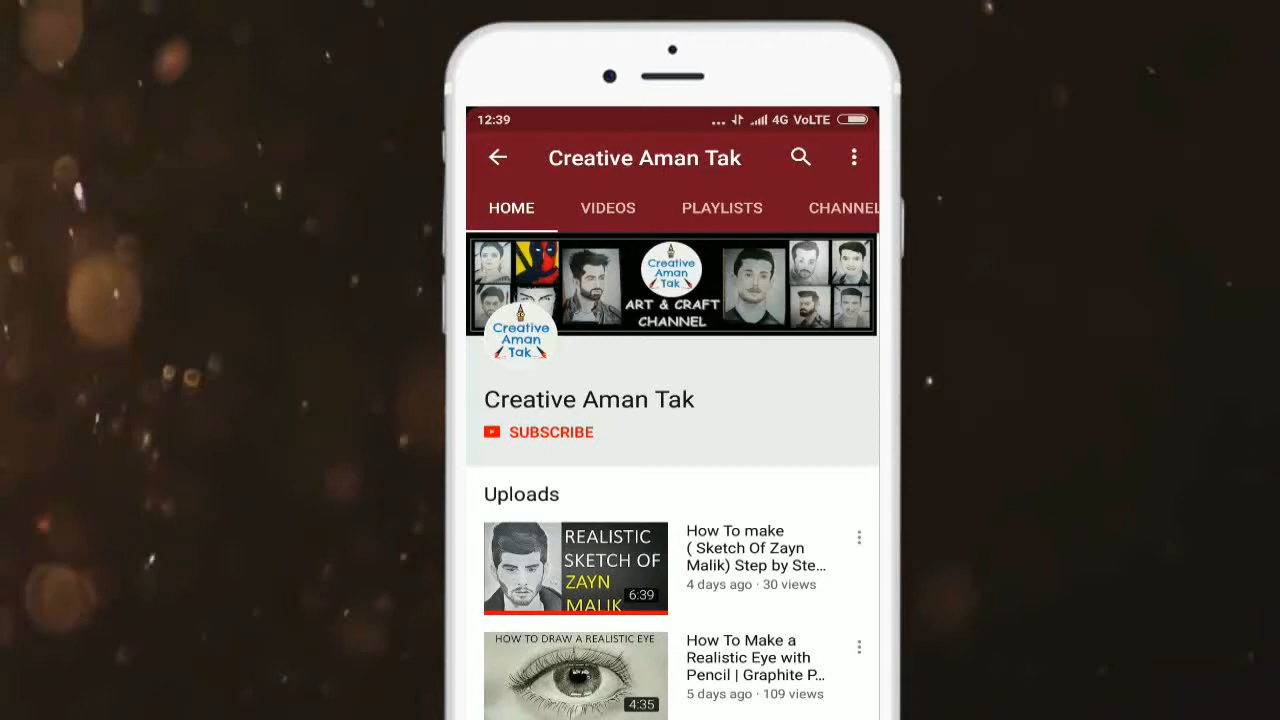 12:39
... 4G VoLTE
Creative Aman Tak
HOME VIDEOS PLAYLISTS CHANNEL
Creative
Aman
Tak
ART & CRAFT
CHANNEL
Creative
Aman
Tak
Creative Aman Tak
SUBSCRIBE
Uploads
REALISTIC
SKETCH OF
ZAYN
MALIK
6:39
How To make
( Sketch Of Zayn
Malik) Step by Ste...
4 days ago · 30 views
HOW TO DRAW A REALISTIC EYE
4:35
How To Make a
Realistic Eye with
Pencil | Graphite P...
5 days ago · 109 views